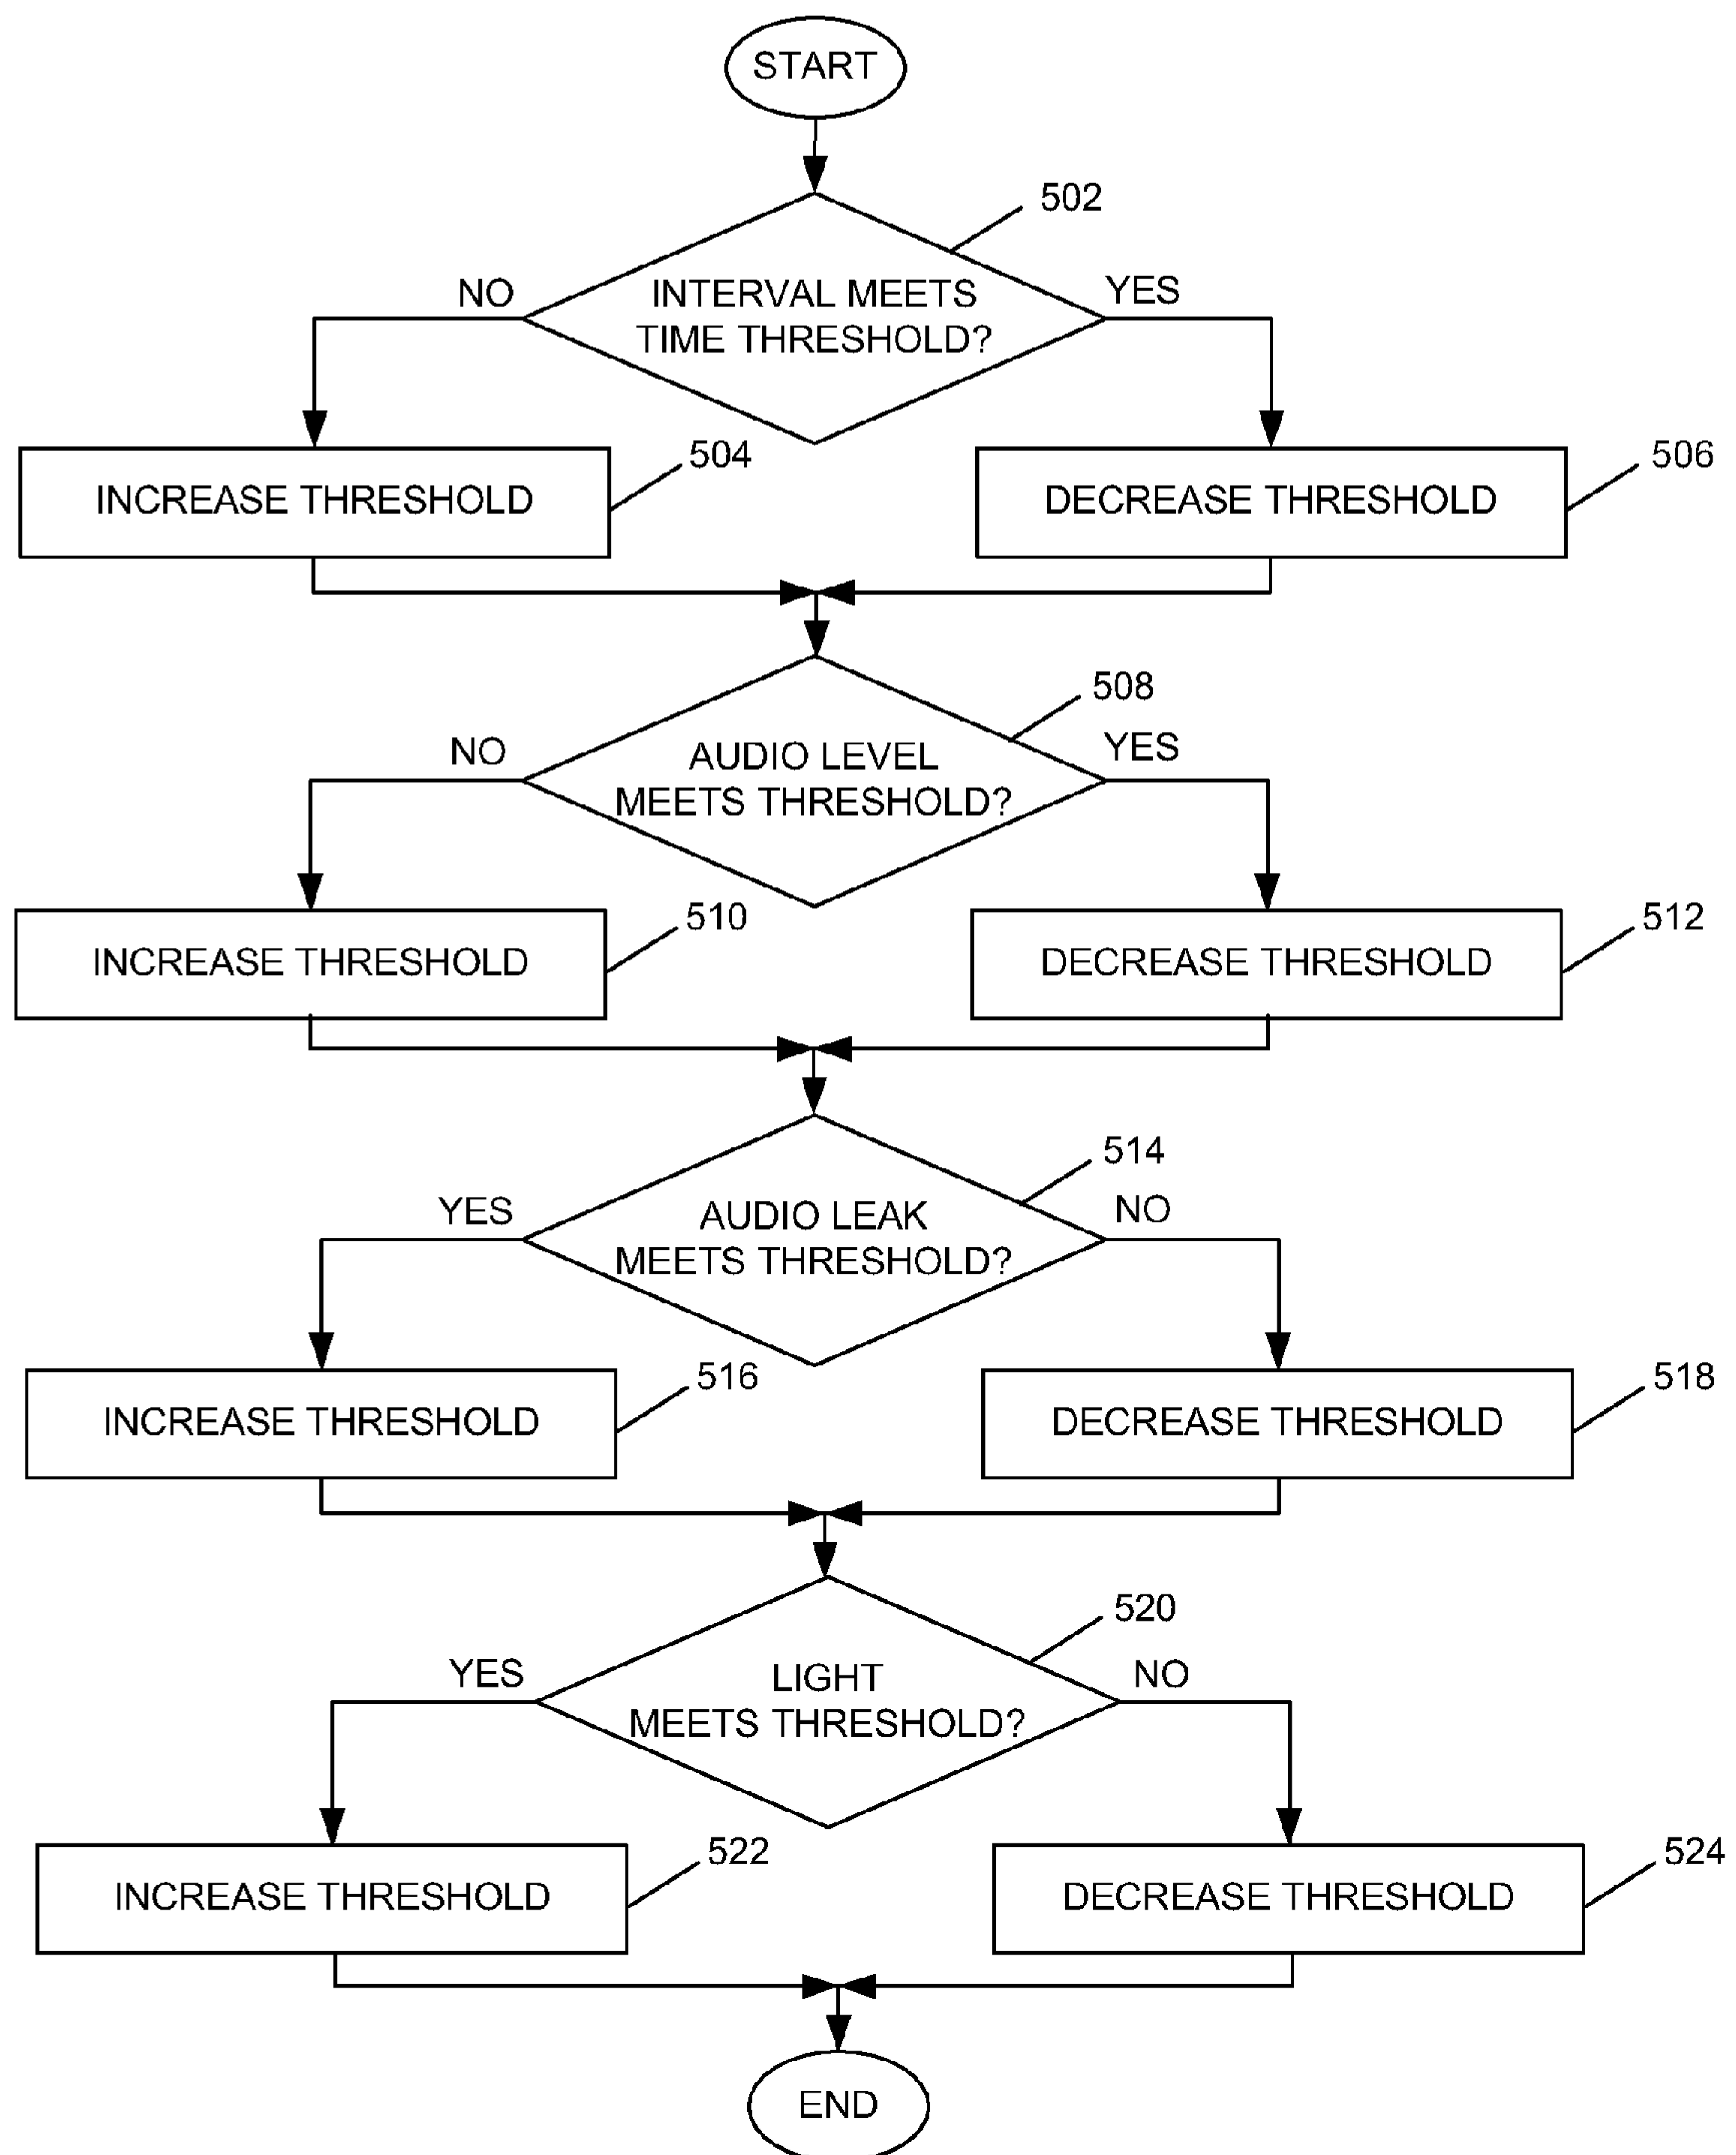 START
502
NO
YES
INTERVAL MEETS
TIME THRESHOLD?
504
506
INCREASE THRESHOLD
DECREASE THRESHOLD
508
NO
YES
AUDIO LEVEL
MEETS THRESHOLD?
510
512
INCREASE THRESHOLD
DECREASE THRESHOLD
514
YES
NO
AUDIO LEAK
MEETS THRESHOLD?
516
518
INCREASE THRESHOLD
DECREASE THRESHOLD
520
YES
NO
LIGHT
MEETS THRESHOLD?
522
524
INCREASE THRESHOLD
DECREASE THRESHOLD
END